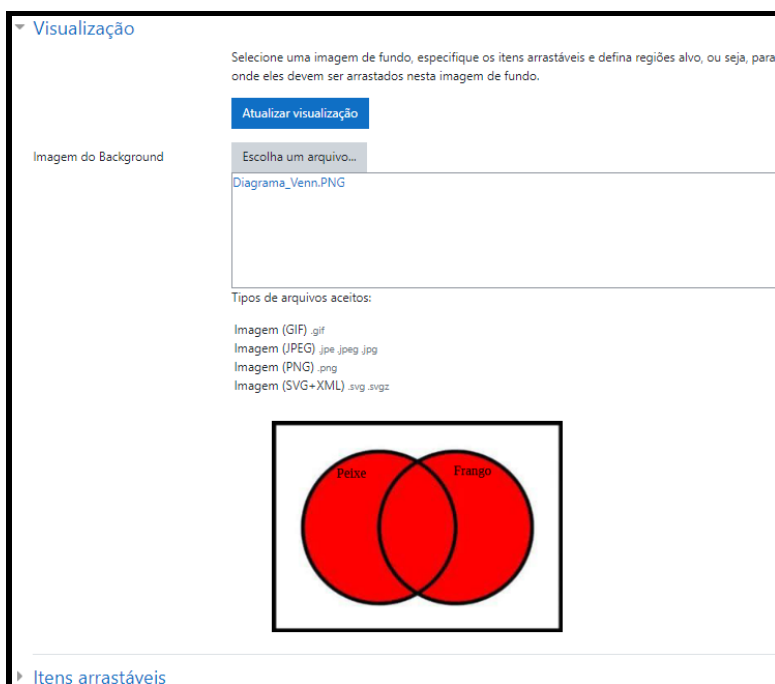 Visualização
Selecione uma imagem de fundo, especifique os itens arrastáveis e defina regiões alvo, ou seja, para
onde eles devem ser arrastados nesta imagem de fundo.
Atualizar visualização
Imagem do Background
Escolha um arquivo...
Diagrama_Venn.PNG
Tipos de arquivos aceitos:
Imagem (GIF) .gif
Imagem (JPEG) .jpe .jpeg .jpg
Imagem (PNG) .png
Imagem (SVG+XML) .svg .svgz
Peixe Frango
Itens arrastáveis